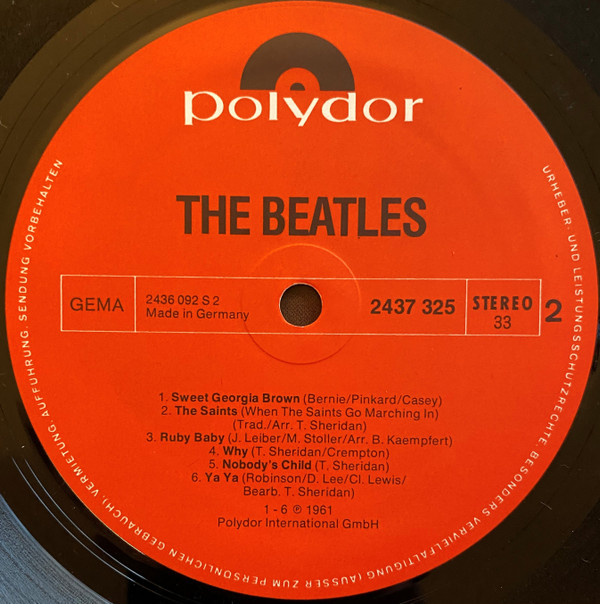 polydor
THE BEATLES
GEMA
2436 092 S 2
Made in Germany
2437 325
STEREO
33
2
1. Sweet Georgia Brown (Bernie/Pinkard/Casey)
2. The Saints (When The Saints Go Marching In)
(Trad./Arr. T. Sheridan)
3. Ruby Baby (J. Leiber/M. Stoller/Arr. B. Kaempfert)
4. Why (T. Sheridan/Crempton)
5. Nobody's Child (T. Sheridan)
6. Ya Ya (Robinson/D. Lee/Cl. Lewis/
Bearb. T. Sheridan)
1 - 6 ℗ 1961
Polydor International GmbH
URHEBER- UND LEISTUNGSSCHUTZRECHTE, BESONDERS VERVIELFÄLTIGUNG (AUSSER ZUM PERSÖNLICHEN GEBRAUCH), VERMIETUNG, AUFFÜHRUNG, SENDUNG VORBEHALTEN